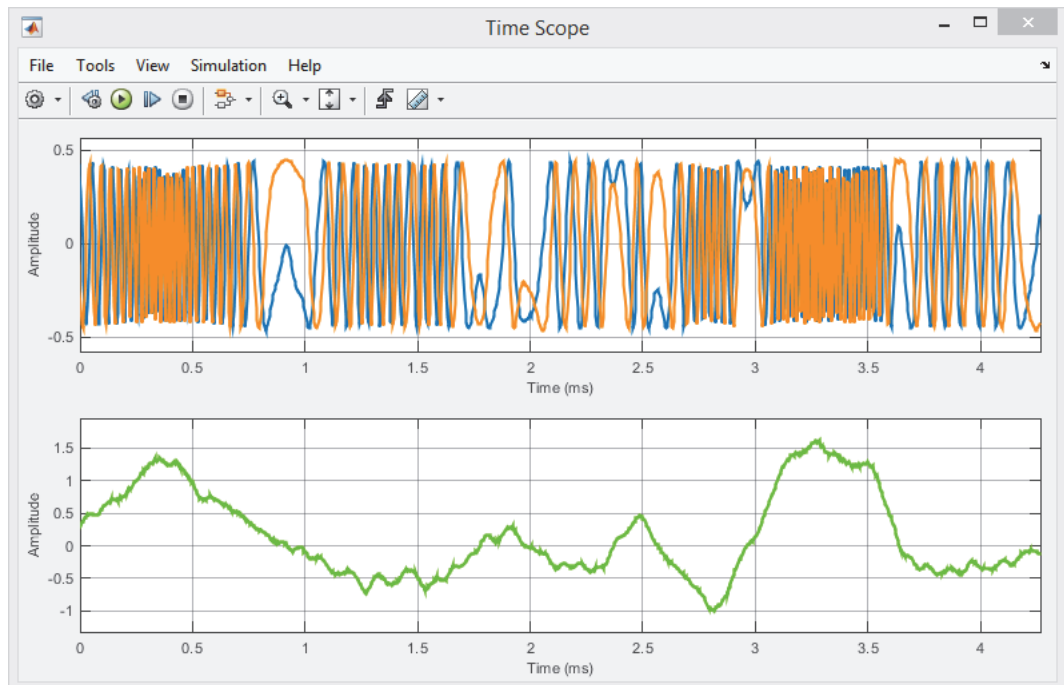 Time Scope
File Tools View Simulation Help
0.5
0
-0.5
Amplitude
0 0.5 1 1.5 2 2.5 3 3.5 4
Time (ms)
1.5
1
0.5
0
-0.5
-1
Amplitude
0 0.5 1 1.5 2 2.5 3 3.5 4
Time (ms)